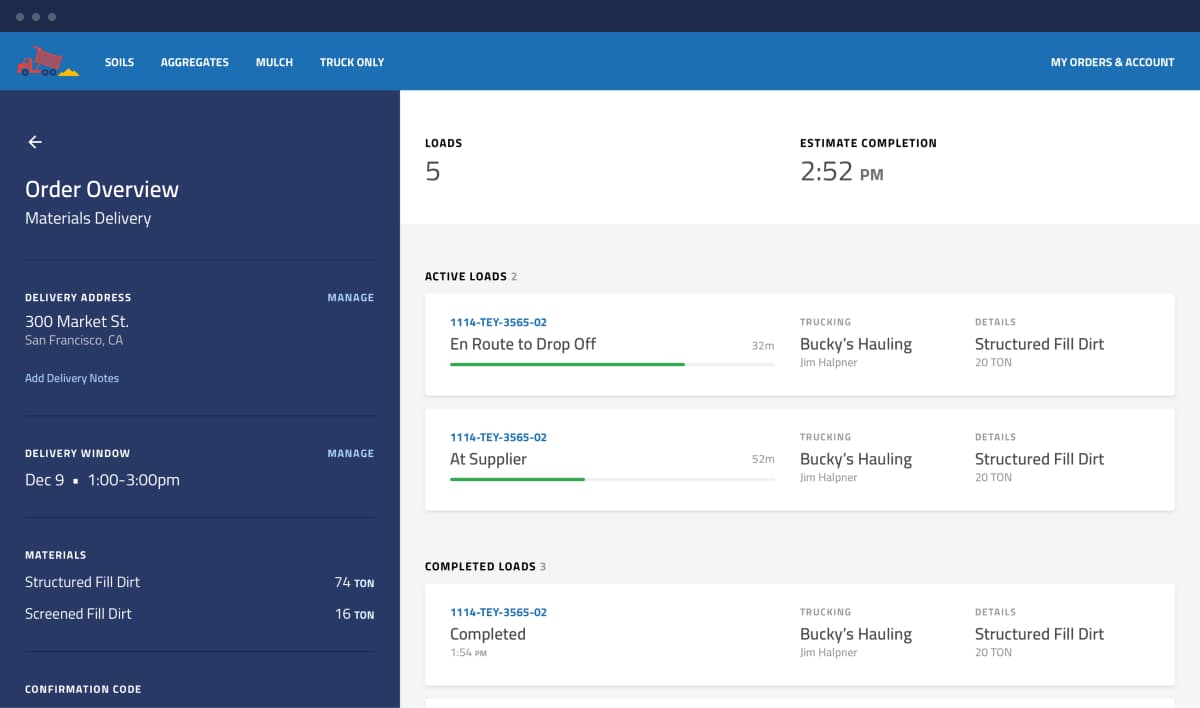 SOILS AGGREGATES MULCH TRUCK ONLY MY ORDERS & ACCOUNT
Order Overview
Materials Delivery
DELIVERY ADDRESS MANAGE
300 Market St.
San Francisco, CA
Add Delivery Notes
DELIVERY WINDOW MANAGE
Dec 9 ▪ 1:00-3:00pm
MATERIALS
Structured Fill Dirt 74 TON
Screened Fill Dirt 16 TON
CONFIRMATION CODE
LOADS
5
ESTIMATE COMPLETION
2:52 PM
ACTIVE LOADS 2
1114-TEY-3565-02
En Route to Drop Off 32m
TRUCKING
Bucky’s Hauling
Jim Halpner
DETAILS
Structured Fill Dirt
20 TON
1114-TEY-3565-02
At Supplier 52m
TRUCKING
Bucky’s Hauling
Jim Halpner
DETAILS
Structured Fill Dirt
20 TON
COMPLETED LOADS 3
1114-TEY-3565-02
Completed
1:54 PM
TRUCKING
Bucky’s Hauling
Jim Halpner
DETAILS
Structured Fill Dirt
20 TON